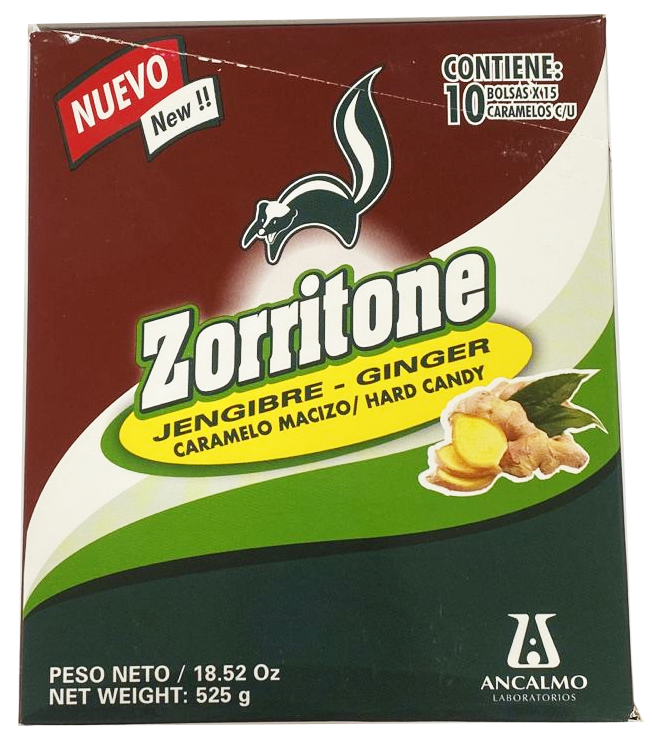 NUEVO
New !!
CONTIENE:
10 BOLSAS X 15
CARAMELOS C/U
Zorritone
JENGIBRE - GINGER
CARAMELO MACIZO/ HARD CANDY
PESO NETO / 18.52 Oz
NET WEIGHT: 525 g
ANCALMO
LABORATORIOS